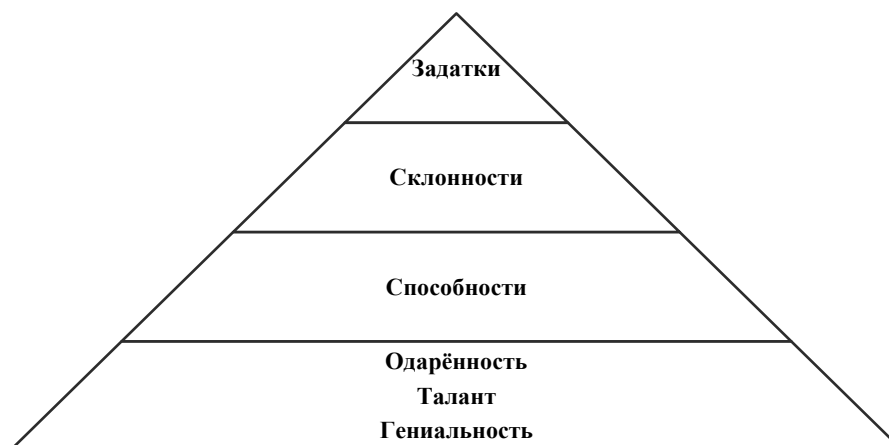 Задатки
Склонности
Способности
Одарённость
Талант
Гениальность